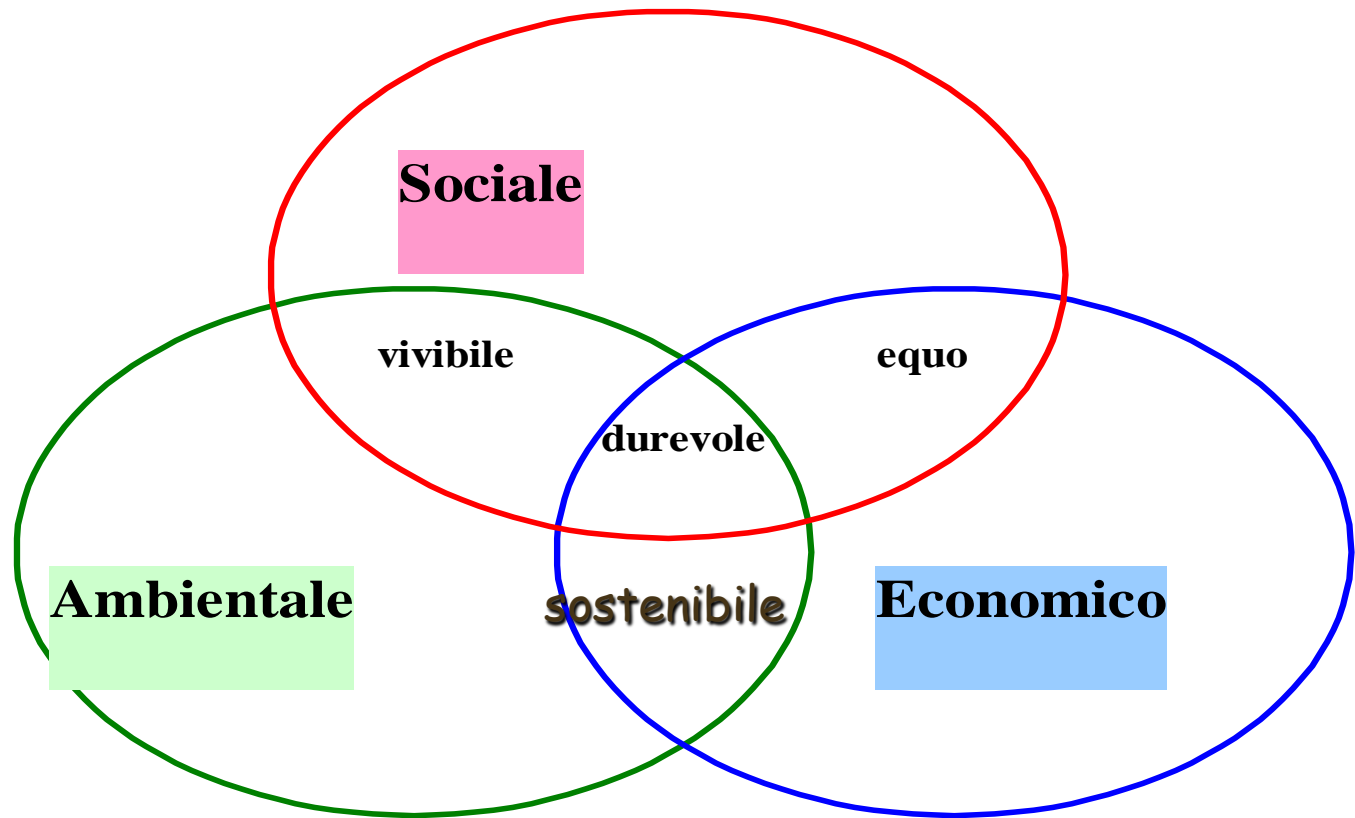 Sociale
vivibile
equo
durevole
Ambientale
sostenibile
Economico